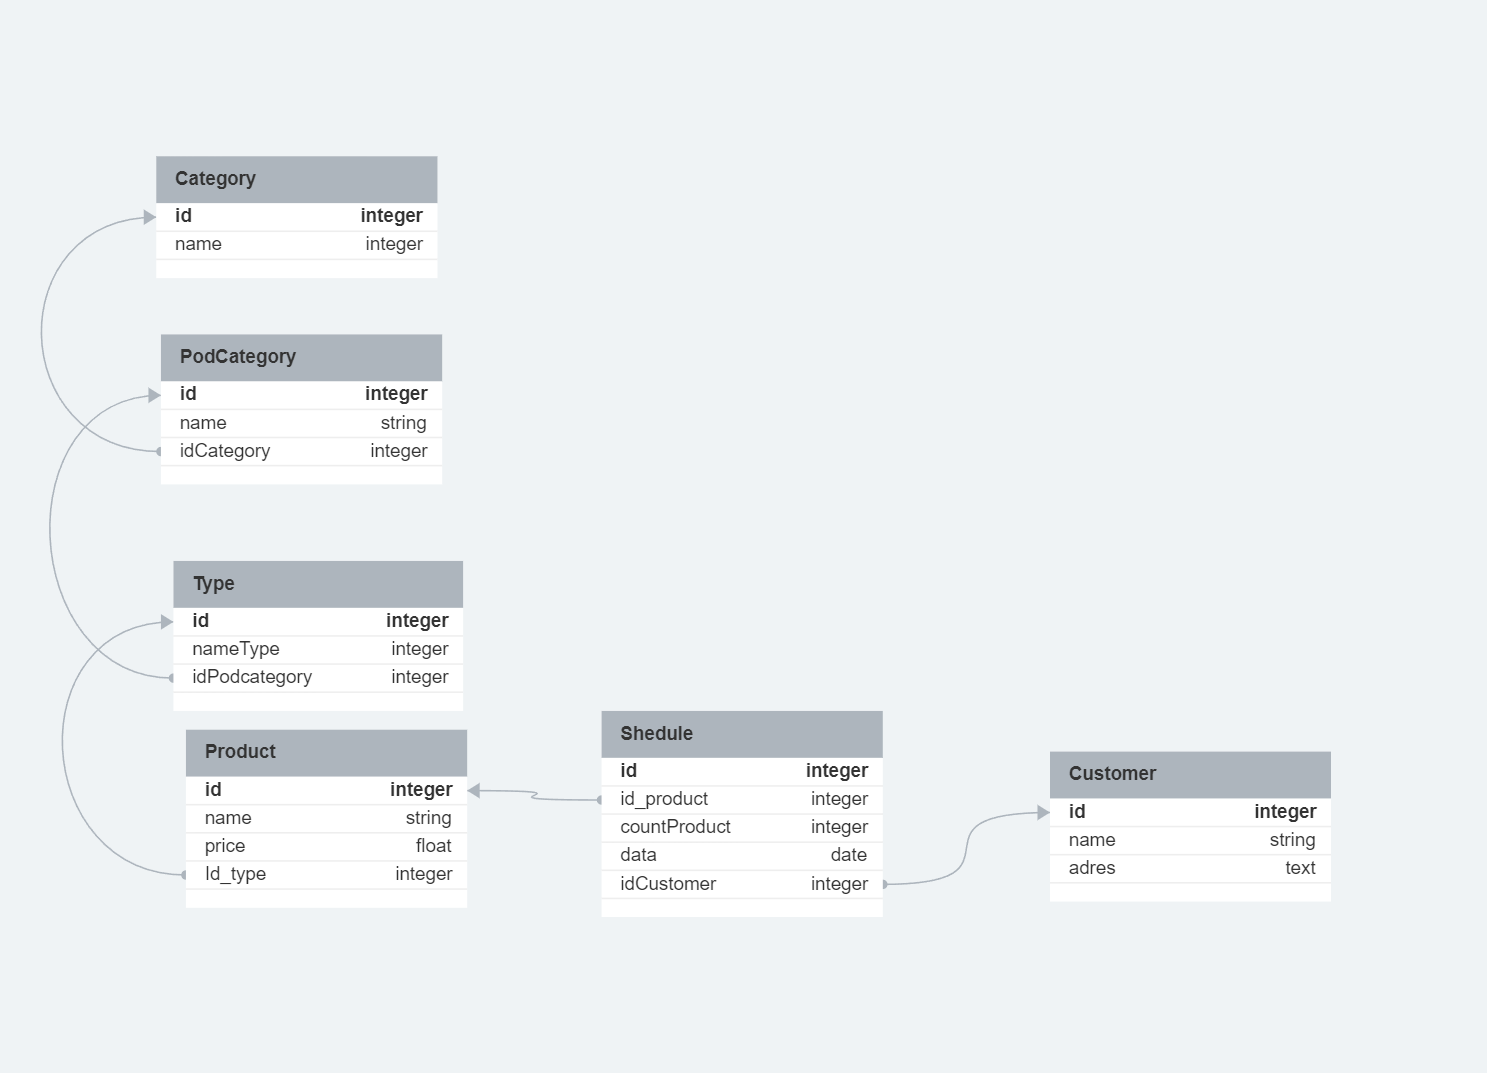 Category
id integer
name integer
PodCategory
id integer
name string
idCategory integer
Type
id integer
nameType integer
idPodcategory integer
Product
id integer
name string
price float
Id_type integer
Shedule
id integer
id_product integer
countProduct integer
data date
idCustomer integer
Customer
id integer
name string
adres text